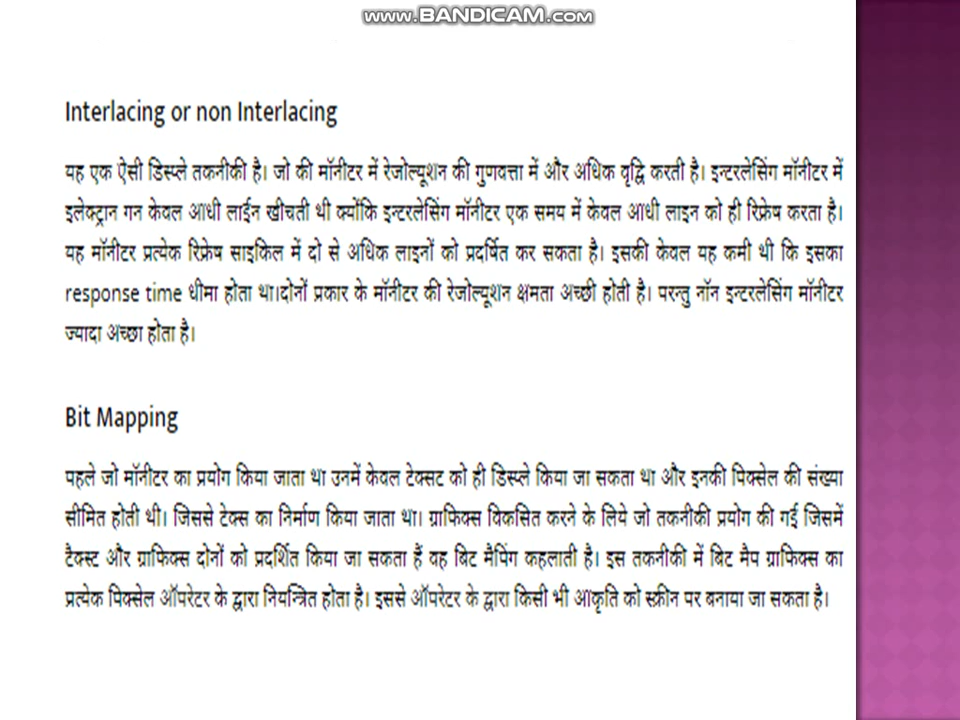 www.BANDICAM.com
Interlacing or non Interlacing
यह एक ऐसी डिस्प्ले तकनीकी है। जो की मॉनीटर में रेजोल्यूशन की गुणवत्ता में और अधिक वृद्धि करती है। इन्टरलेसिंग मॉनीटर में
इलेक्ट्रान गन केवल आधी लाईन खीचती थी क्योंकि इन्टरलेसिंग मॉनीटर एक समय में केवल आधी लाइन को ही रिफ्रेष करता है।
यह मॉनीटर प्रत्येक रिफ्रेष साइकिल में दो से अधिक लाइनों को प्रदर्षित कर सकता है। इसकी केवल यह कमी थी कि इसका
response time धीमा होता था।दोनों प्रकार के मॉनीटर की रेजोल्यूशन क्षमता अच्छी होती है। परन्तु नॉन इन्टरलेसिंग मॉनीटर
ज्यादा अच्छा होता है।
Bit Mapping
पहले जो मॉनीटर का प्रयोग किया जाता था उनमें केवल टेक्सट को ही डिस्प्ले किया जा सकता था और इनकी पिक्सेल की संख्या
सीमित होती थी। जिससे टेक्स का निर्माण किया जाता था। ग्राफिक्स विकसित करने के लिये जो तकनीकी प्रयोग की गई जिसमें
टैक्स्ट और ग्राफिक्स दोनों को प्रदर्शित किया जा सकता हैं वह बिट मैपिंग कहलाती है। इस तकनीकी में बिट मैप ग्राफिक्स का
प्रत्येक पिक्सेल ऑपरेटर के द्वारा नियन्त्रित होता है। इससे ऑपरेटर के द्वारा किसी भी आकृति को स्क्रीन पर बनाया जा सकता है।